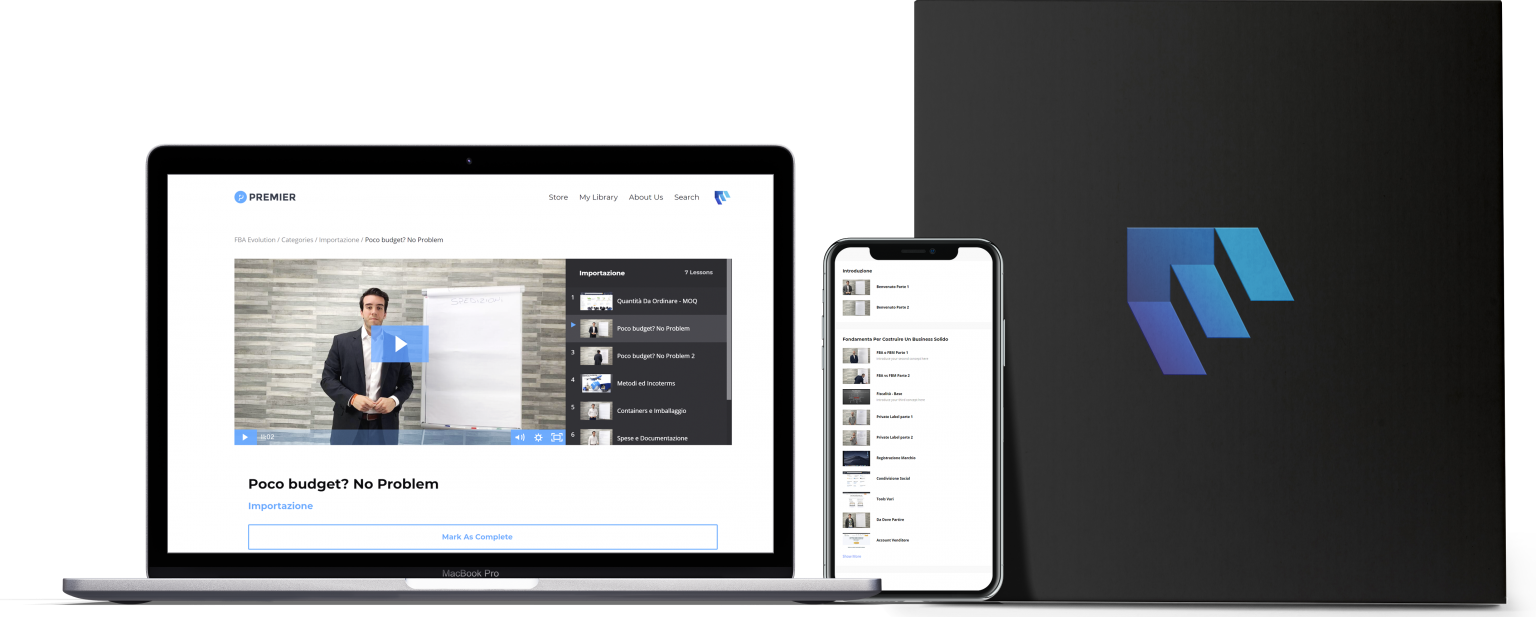 PREMIER
Store My Library About Us Search
FBA Evolution / Categories / Importazione / Poco budget? No Problem
SPEDIZIONI
Importazione 7 Lessons
1 Quantità Da Ordinare - MOQ
Poco budget? No Problem
3 Poco budget? No Problem 2
4 Metodi ed Incoterms
5 Containers e Imballaggio
6 Spese e Documentazione
11:02
Poco budget? No Problem
Importazione
Mark As Complete
MacBook Pro
Introduzione
Benvenuto Parte 1
Benvenuto Parte 2
Fondamenta Per Costruire Un Business Solido
FBA o FBM Parte 1
FBA vs FBM Parte 2
Fiscalità - Base
Private Label parte 1
Private Label parte 2
Registrazione Marchio
Condivisione Social
Tools Vari
Da Dove Partire
Account Venditore
Show More